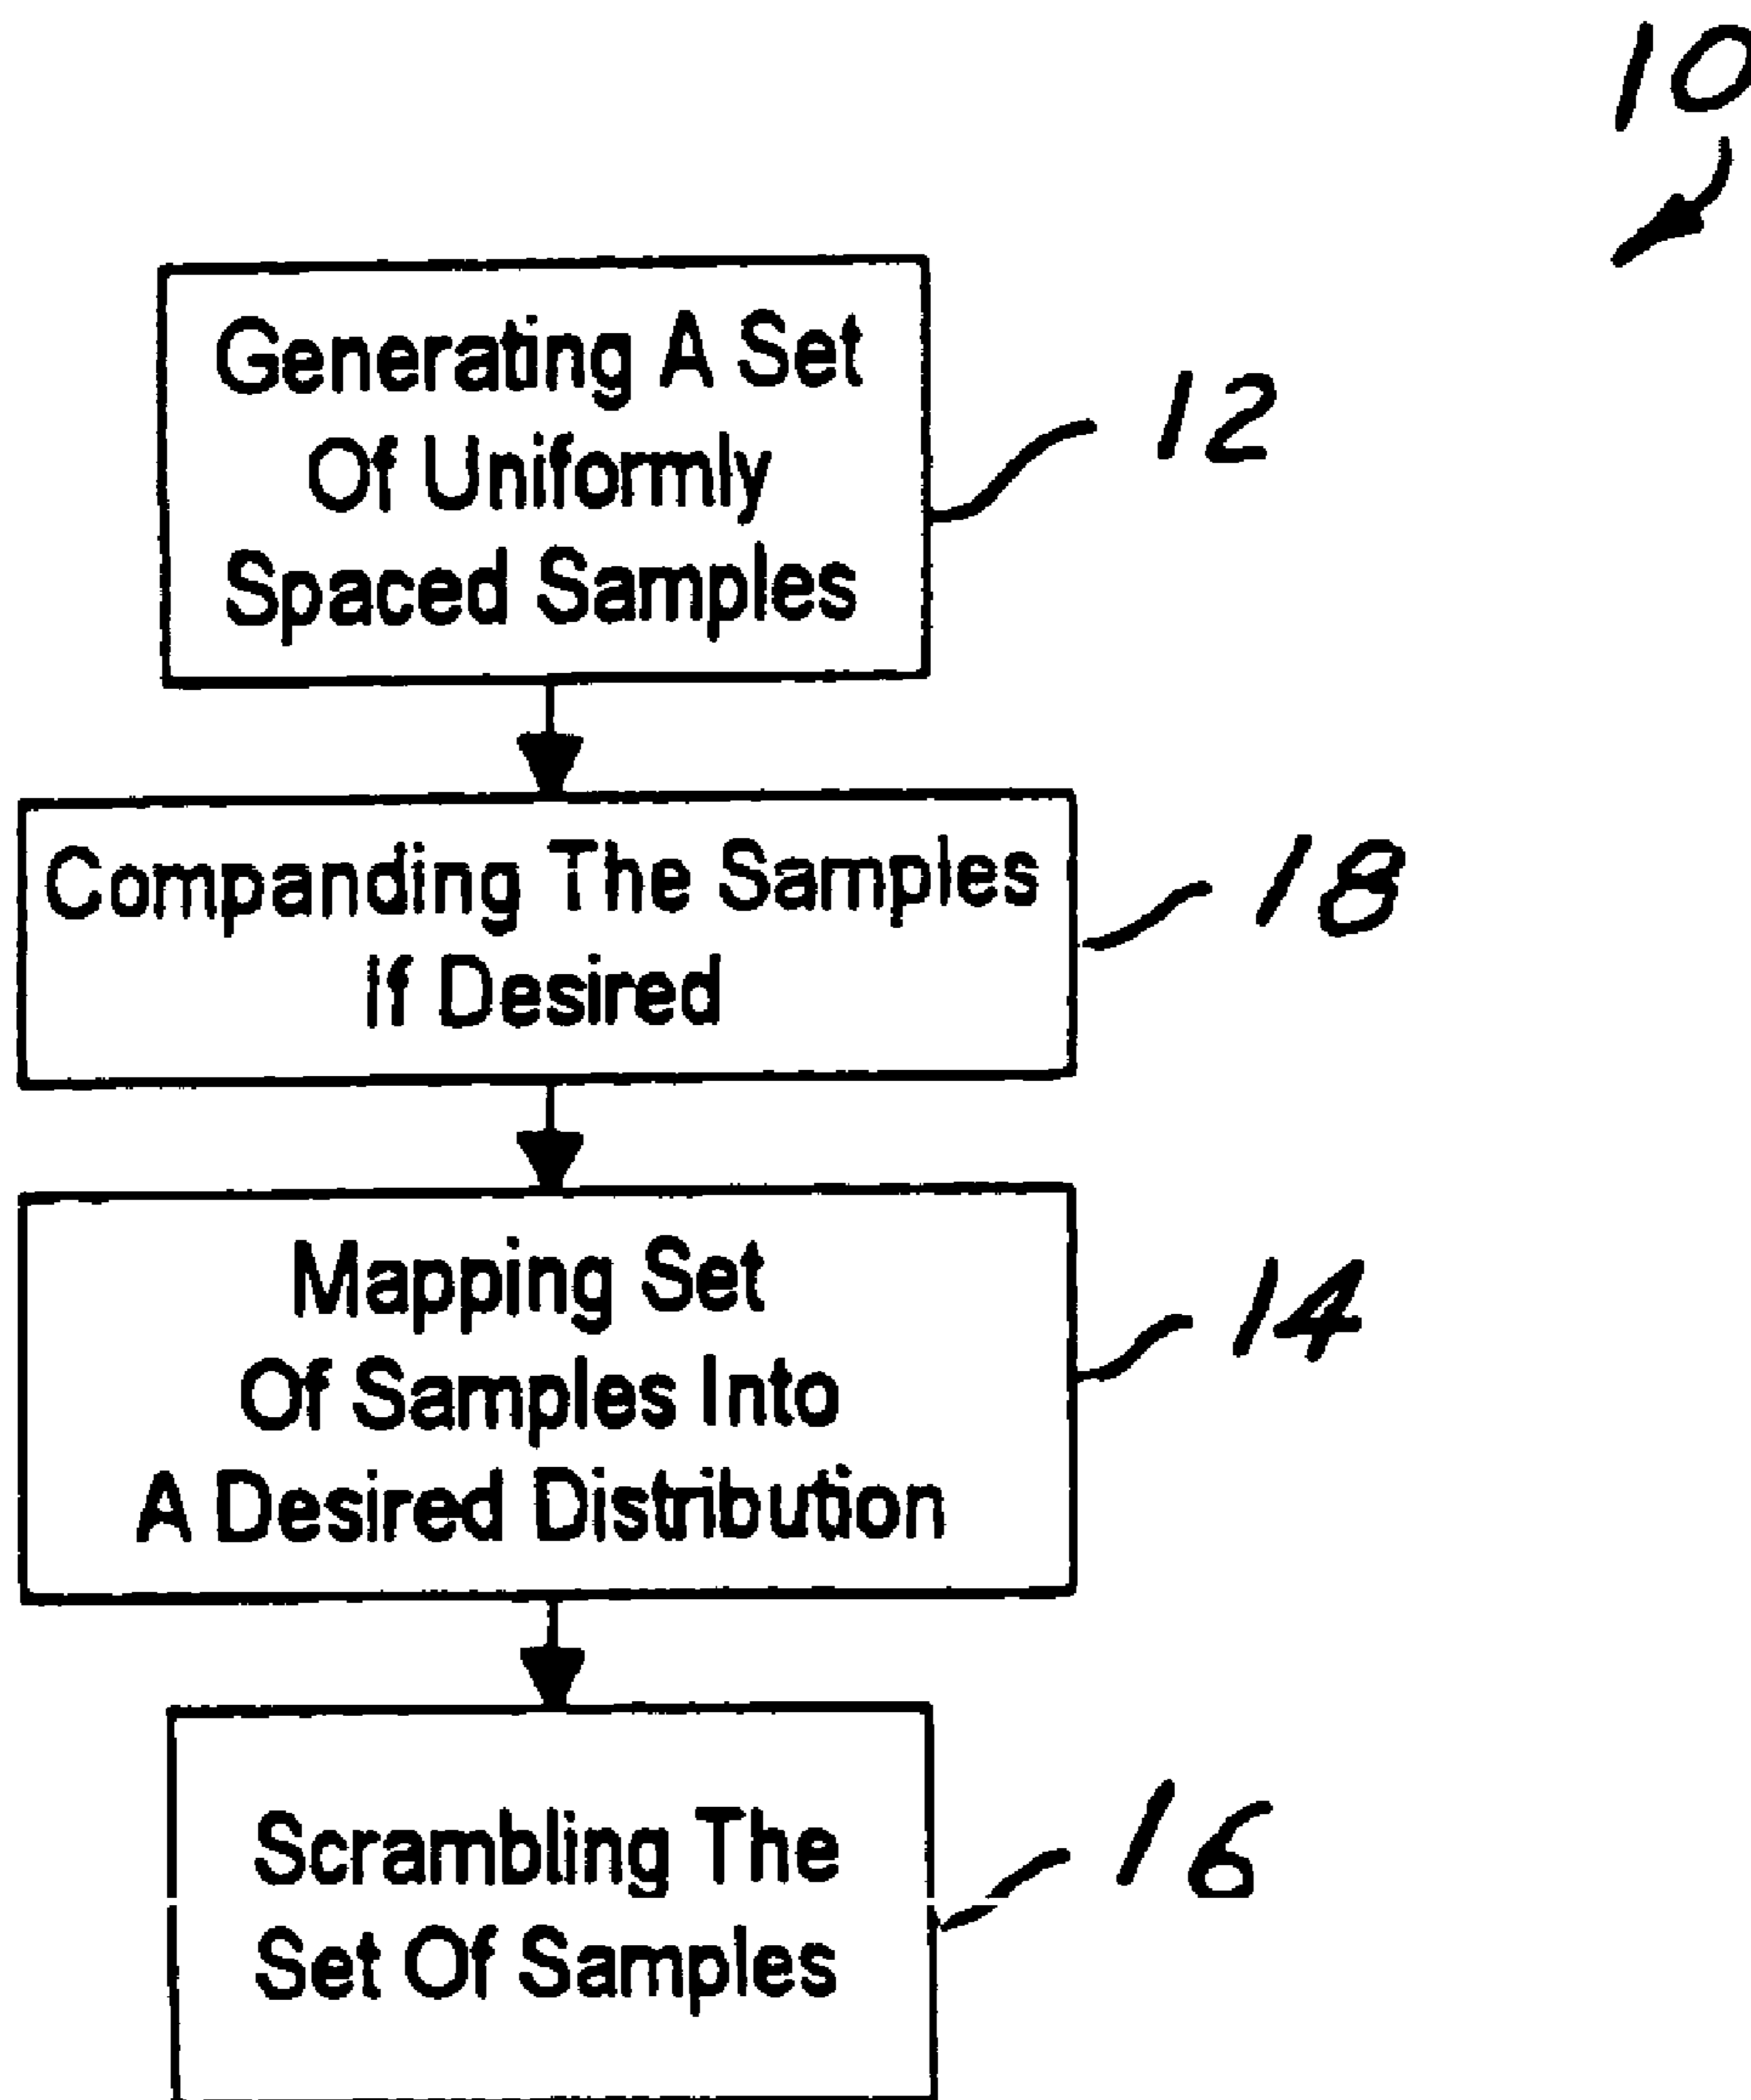 10
Generating A Set
Of Uniformly
Spaced Samples
12
Companding The Samples
If Desired
18
Mapping Set
Of Samples Into
A Desired Distribution
14
Scrambling The
Set Of Samples
16